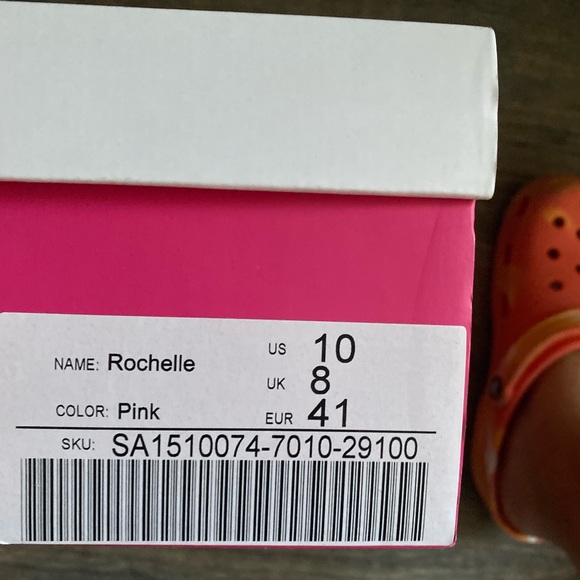 NAME: Rochelle US 10
UK 8
COLOR: Pink EUR 41
SKU: SA1510074-7010-29100